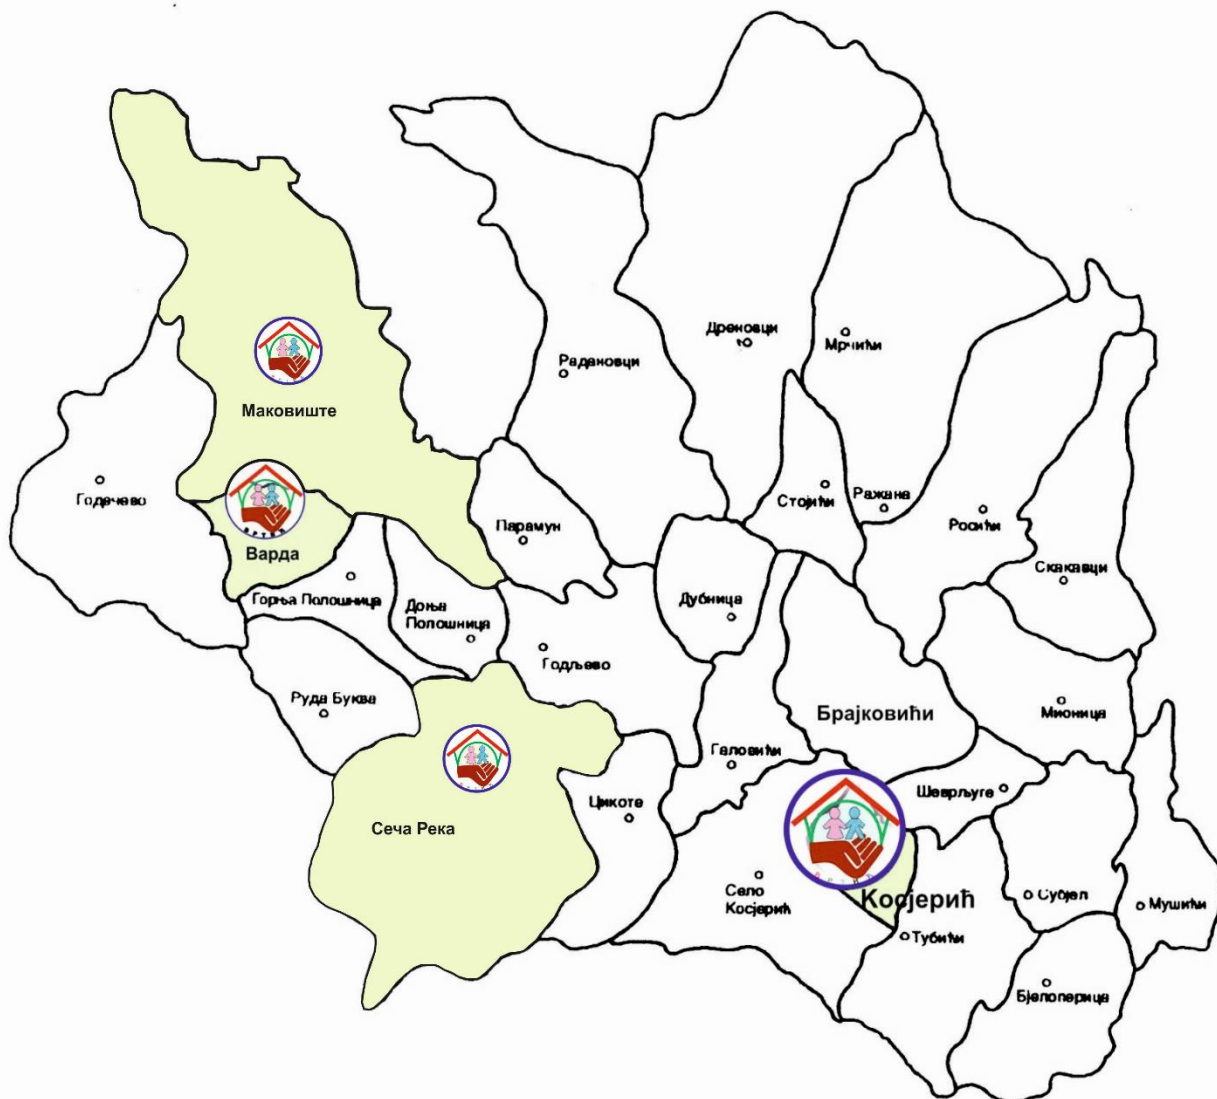 Дреновци
Мрчићи
Радановци
Маковиште
Годечево
Стојићи
Ражана
Росићи
Парамун
ВРТИЋ
Варда
Скакавци
Горња Полошница
Доња
Полошница
Дубница
Годљево
Руда Буква
Брајковићи
Мионица
Галовићи
Шеврљуге
Цикоте
Сеча Река
Село
Косјерић
Косјерић
Субјел
Мушићи
Тубићи
Бјелоперица